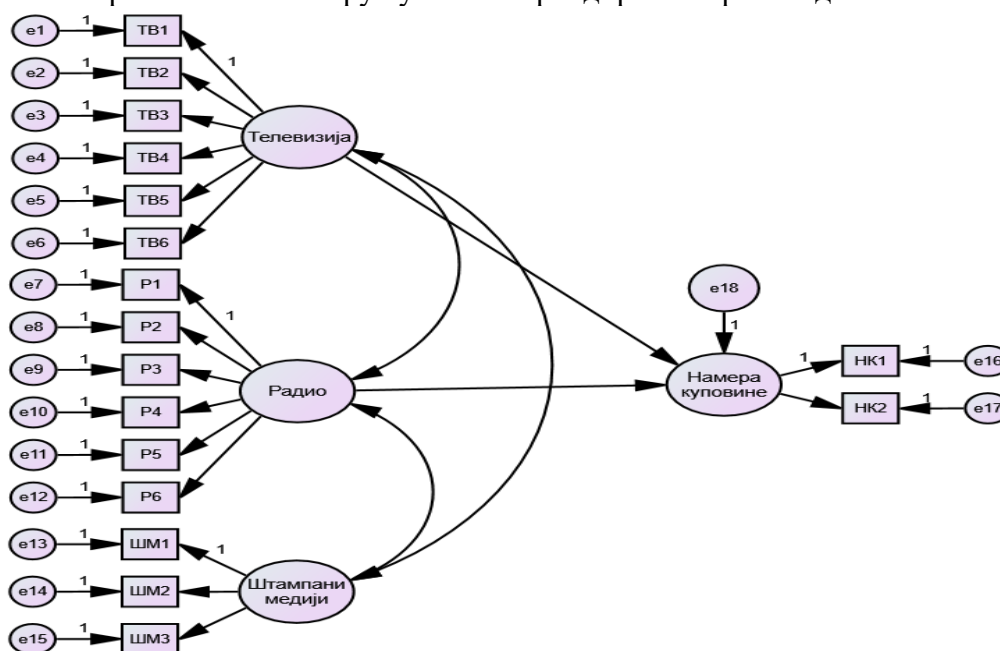 e1 1 ТВ1
1
e2 1 ТВ2
e3 1 ТВ3
Телевизија
e4 1 ТВ4
e5 1 ТВ5
e6 1 ТВ6
e7 1 Р1
e18
1
1
e8 1 Р2
e9 1 Р3
1 НК1 1 e16
Радио
Намера
куповине
e10 1 Р4
НК2 1 e17
e11 1 Р5
e12 1 Р6
e13 1 ШМ1
1
e14 1 ШМ2
Штампани
медији
e15 1 ШМ3